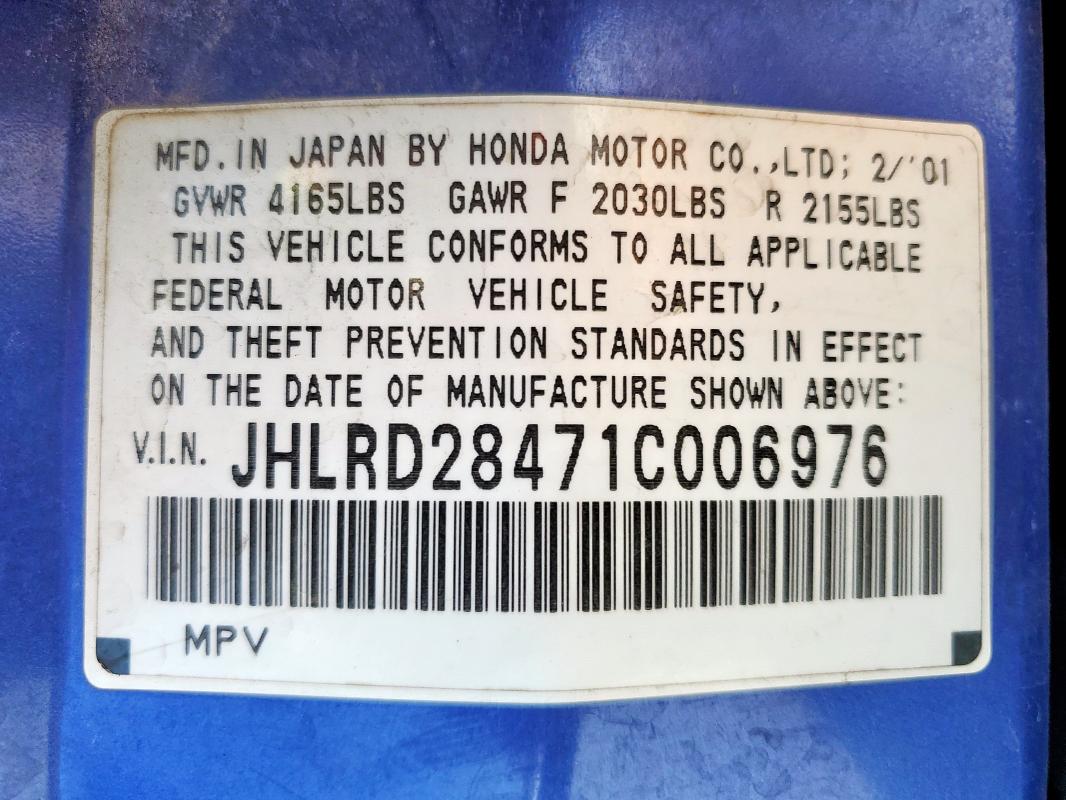 MFD. IN JAPAN BY HONDA MOTOR CO.,LTD; 2/'01
GVWR 4165LBS GAWR F 2030LBS R 2155LBS
THIS VEHICLE CONFORMS TO ALL APPLICABLE
FEDERAL MOTOR VEHICLE SAFETY,
AND THEFT PREVENTION STANDARDS IN EFFECT
ON THE DATE OF MANUFACTURE SHOWN ABOVE:
V.I.N. JHLRD28471C006976
MPV